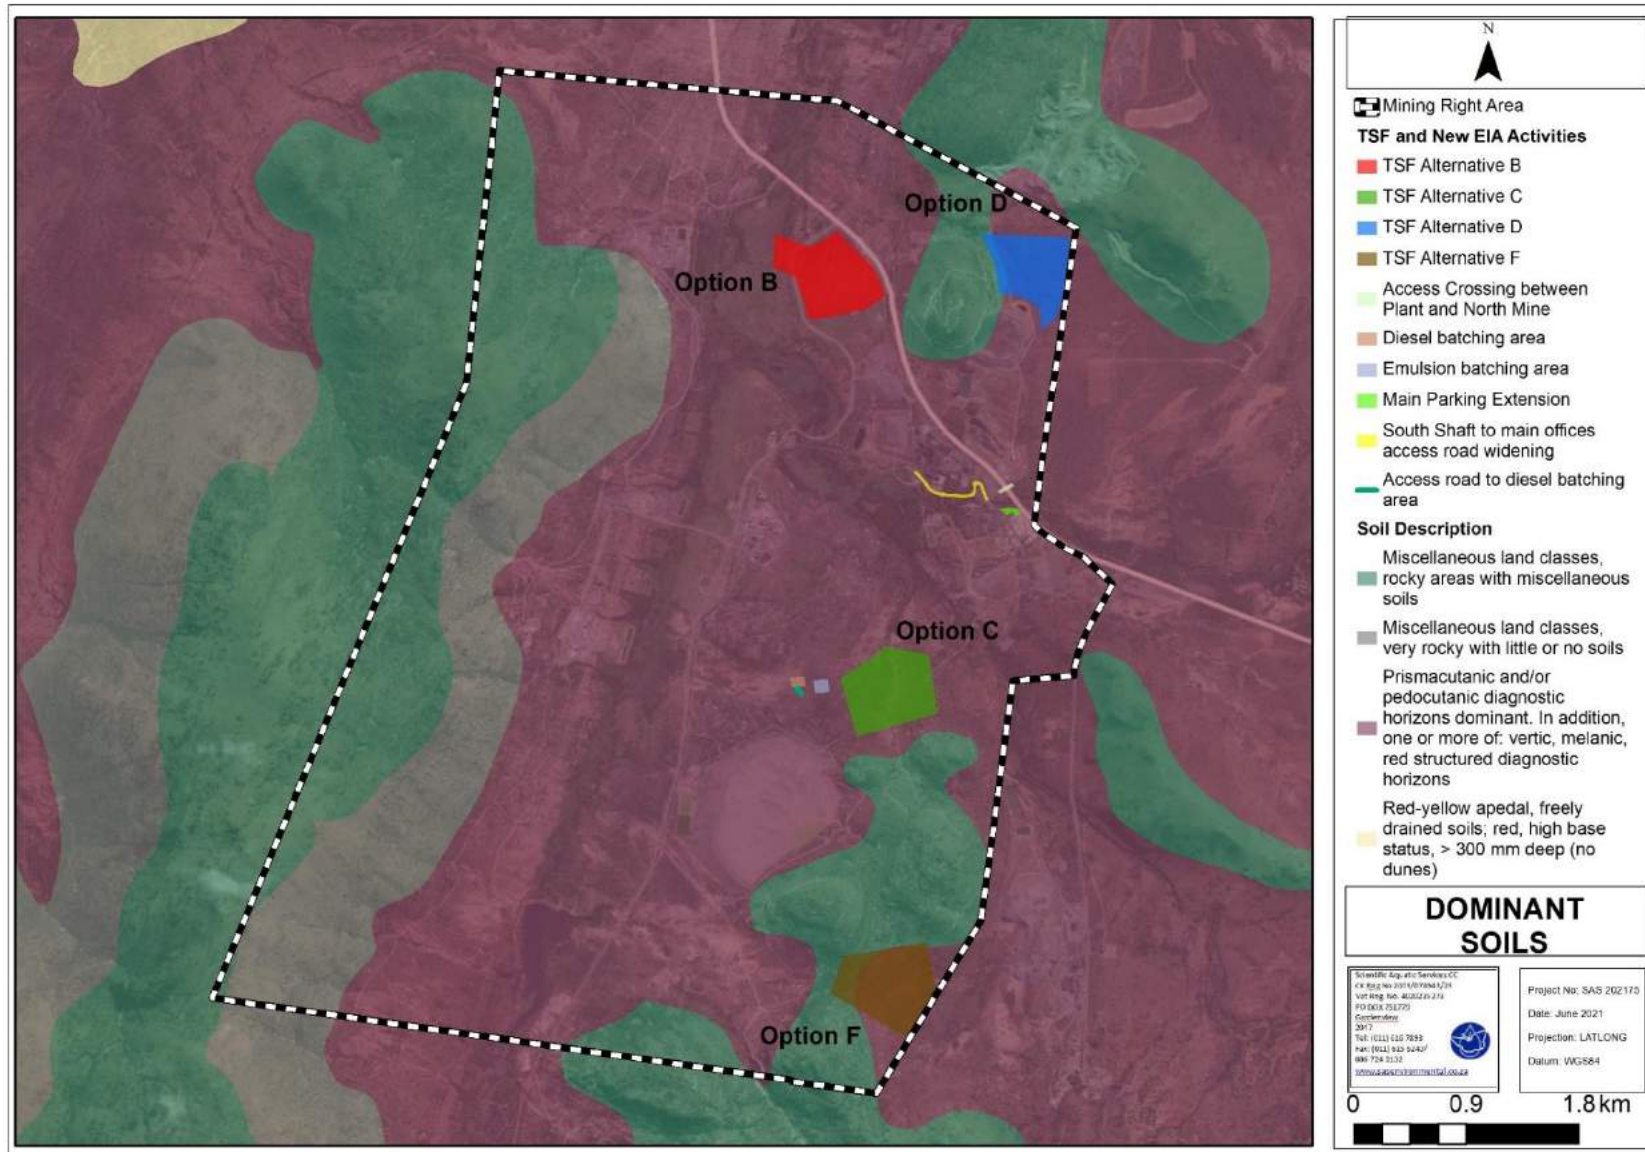 Option D
Option B
Option C
Option F
N
Mining Right Area
TSF and New EIA Activities
TSF Alternative B
TSF Alternative C
TSF Alternative D
TSF Alternative F
Access Crossing between
Plant and North Mine
Diesel batching area
Emulsion batching area
Main Parking Extension
South Shaft to main offices
access road widening
Access road to diesel batching
area
Soil Description
Miscellaneous land classes,
rocky areas with miscellaneous
soils
Miscellaneous land classes,
very rocky with little or no soils
Prismacutanic and/or
pedocutanic diagnostic
horizons dominant. In addition,
one or more of: vertic, melanic,
red structured diagnostic
horizons
Red-yellow apedal, freely
drained soils; red, high base
status, > 300 mm deep (no
dunes)
DOMINANT
SOILS
Scientific Aquatic Services CC
2047
www.sasenvironmental.co.za
Project No: SAS 202175
Date: June 2021
Projection: LATLONG
Datum: WGS84
0 0.9 1.8 km